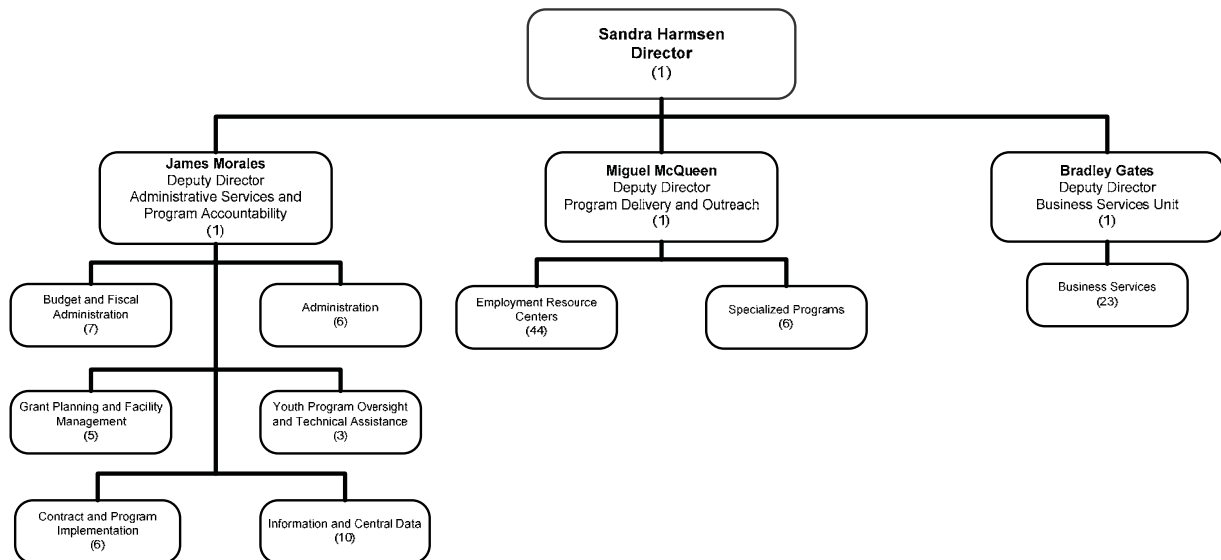 Sandra Harmsen
Director
(1)
James Morales
Deputy Director
Administrative Services and
Program Accountability
(1)
Miguel McQueen
Deputy Director
Program Delivery and Outreach
(1)
Bradley Gates
Deputy Director
Business Services Unit
(1)
Budget and Fiscal
Administration
(7)
Administration
(6)
Employment Resource
Centers
(44)
Specialized Programs
(6)
Business Services
(23)
Grant Planning and Facility
Management
(5)
Youth Program Oversight
and Technical Assistance
(3)
Contract and Program
Implementation
(6)
Information and Central Data
(10)